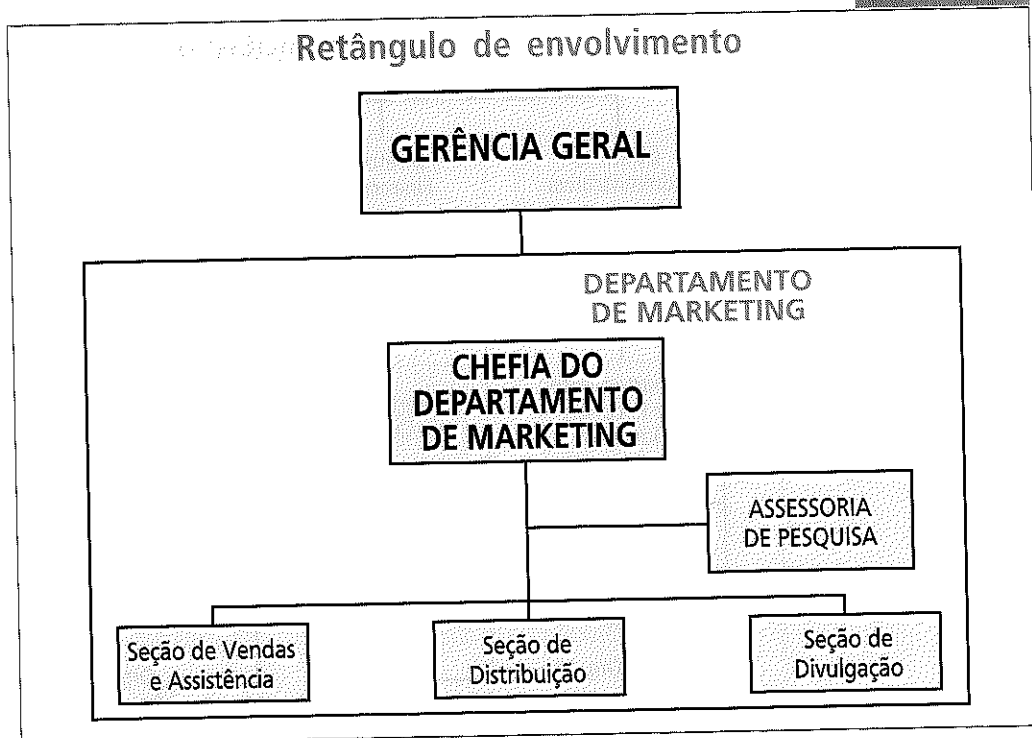 Retângulo de envolvimento
GERÊNCIA GERAL
DEPARTAMENTO
DE MARKETING
CHEFIA DO
DEPARTAMENTO
DE MARKETING
ASSESSORIA
DE PESQUISA
Seção de Vendas
e Assistência
Seção de
Distribuição
Seção de
Divulgação